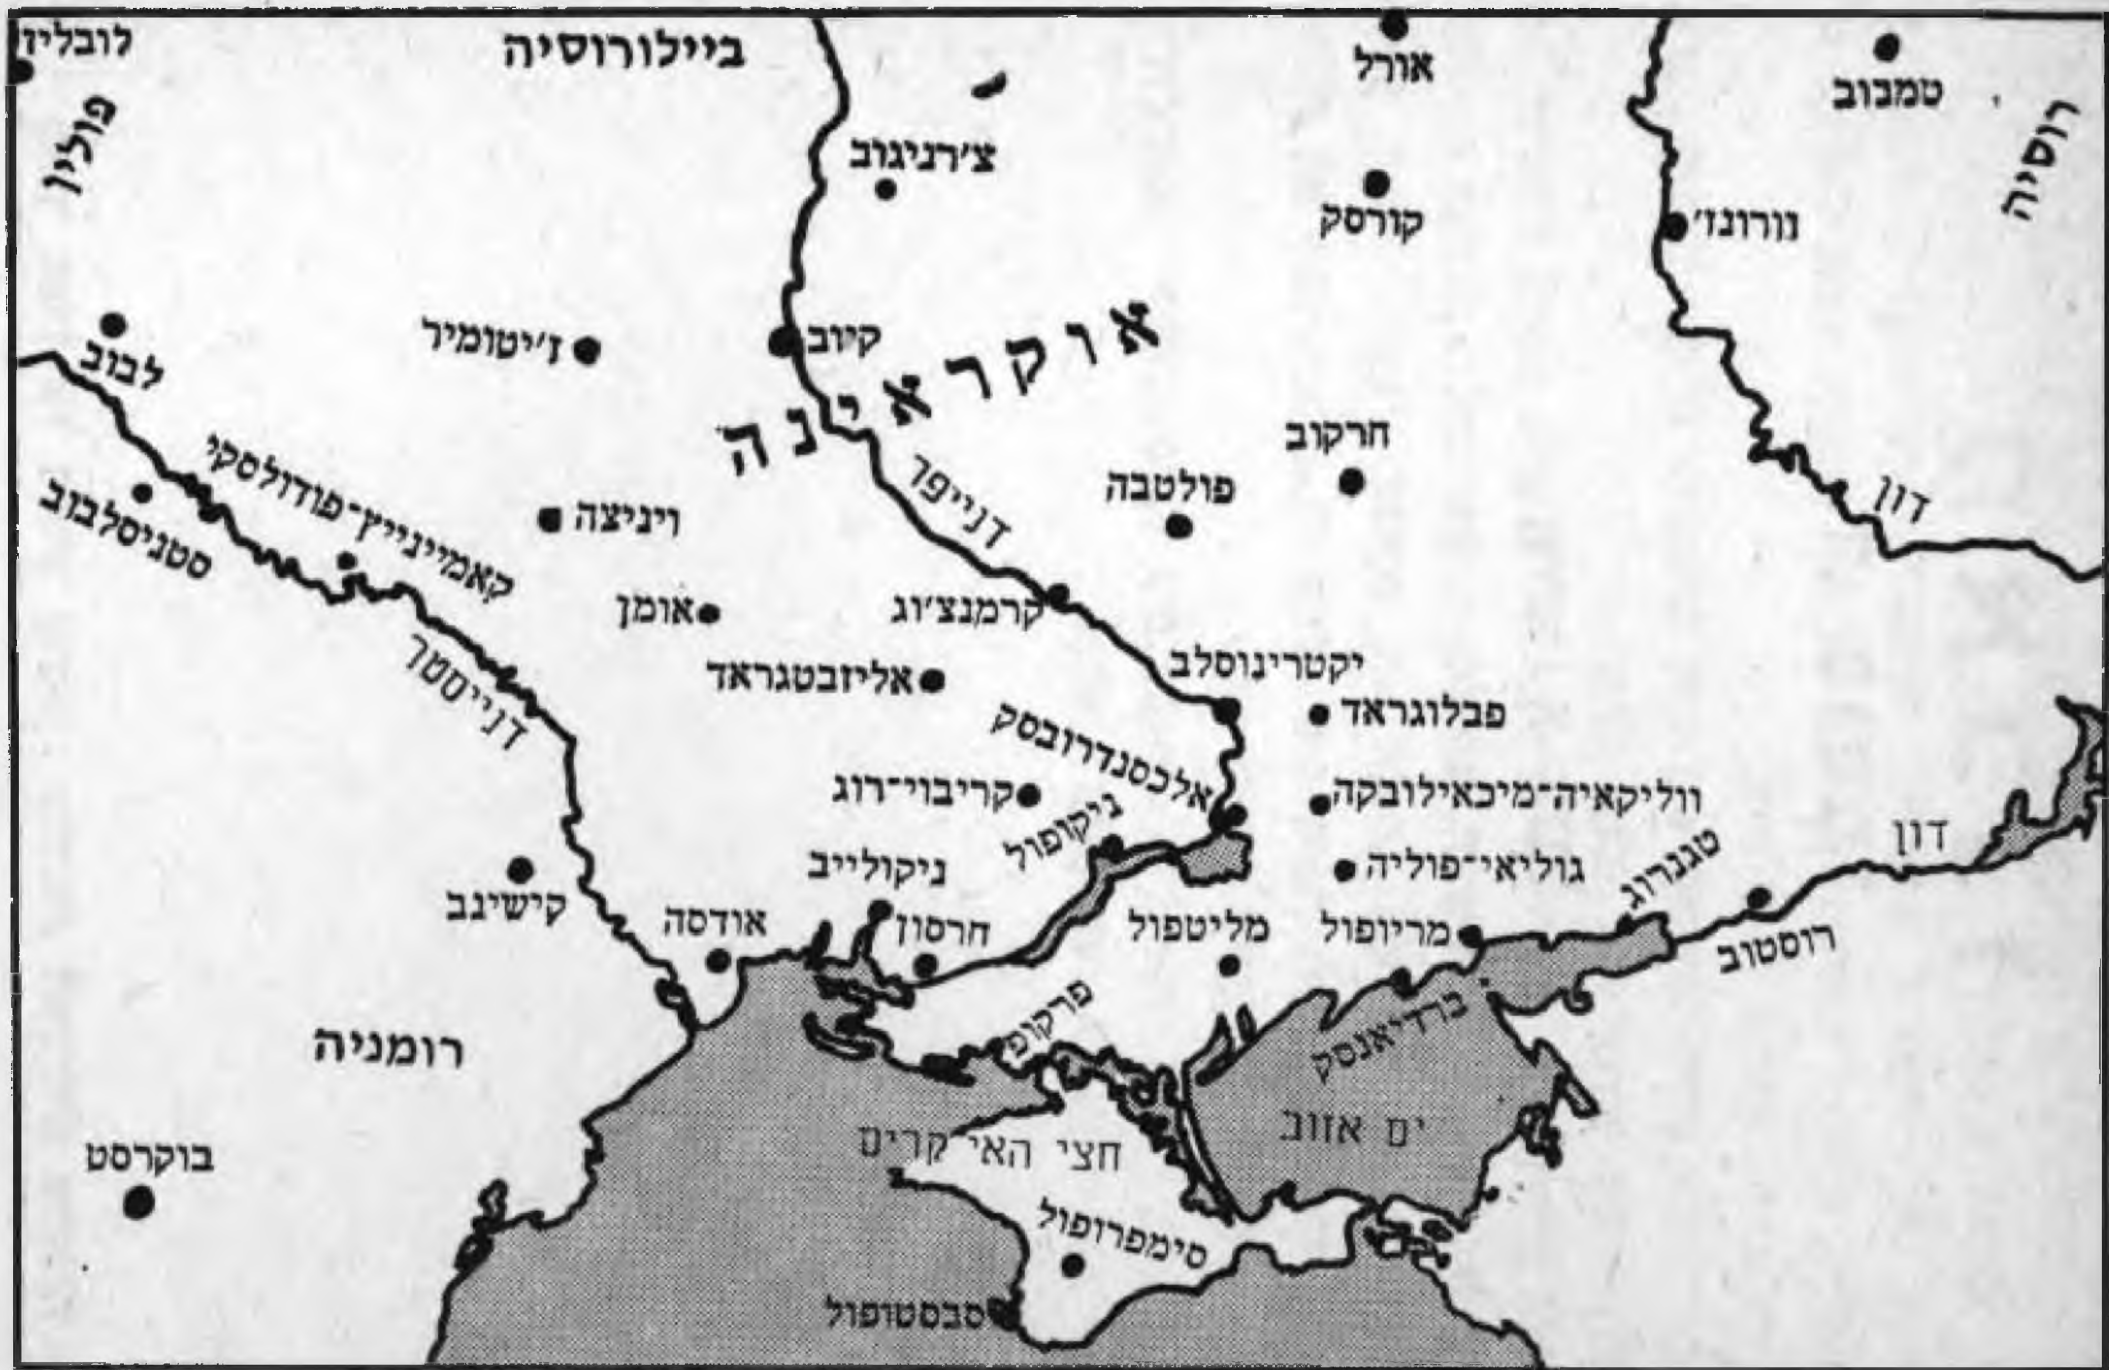 לובלין
ביילורוסיה
אורל
טמבוב
רוסיה
פולין
צ׳רניגוב
קורסק
וורונז׳
לבוב
ז׳יטומיר
קיוב
אוקראינה
דנייפר
חרקוב
פולטבה
דון
קאמייניץ־פודולסקי
סטניסלבוב
ויניצה
אומן
קרמנצ׳וג
דנייסטר
אליזבטגראד
יקטרינוסלב
פבלוגראד
אלכסנדרובסק
קריבוי־רוג
ווליקאיה־מיכאילובקה
ניקופול
ניקולייב
גוליאי־פוליה
טגנרוג
דון
קישינב
אודסה
חרסון
מליטפול
מריופול
רוסטוב
פרקופ
ברדיאנסק
רומניה
ים אזוב
חצי האי קרים
בוקרסט
סימפרופול
סבסטופול